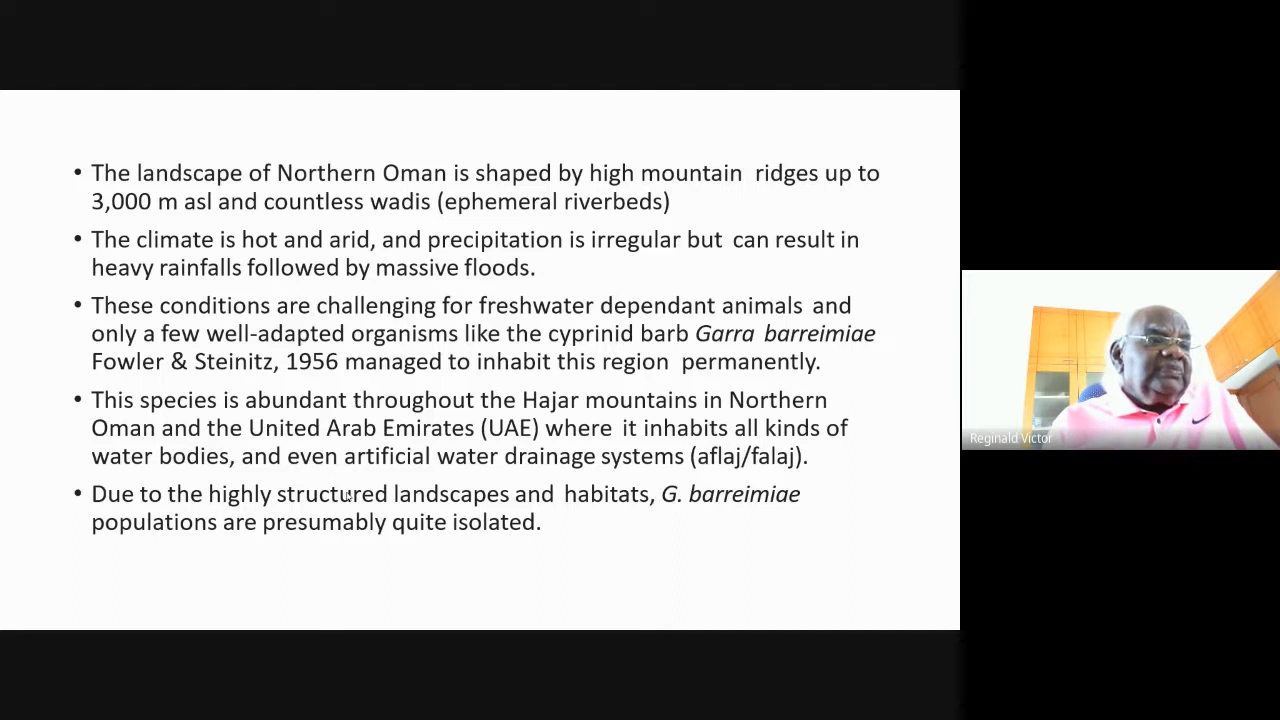 • The landscape of Northern Oman is shaped by high mountain ridges up to
3,000 m asl and countless wadis (ephemeral riverbeds)
• The climate is hot and arid, and precipitation is irregular but can result in
heavy rainfalls followed by massive floods.
• These conditions are challenging for freshwater dependant animals and
only a few well-adapted organisms like the cyprinid barb Garra barreimiae
Fowler & Steinitz, 1956 managed to inhabit this region permanently.
• This species is abundant throughout the Hajar mountains in Northern
Oman and the United Arab Emirates (UAE) where it inhabits all kinds of
water bodies, and even artificial water drainage systems (aflaj/falaj).
• Due to the highly structured landscapes and habitats, G. barreimiae
populations are presumably quite isolated.
Reginald Victor